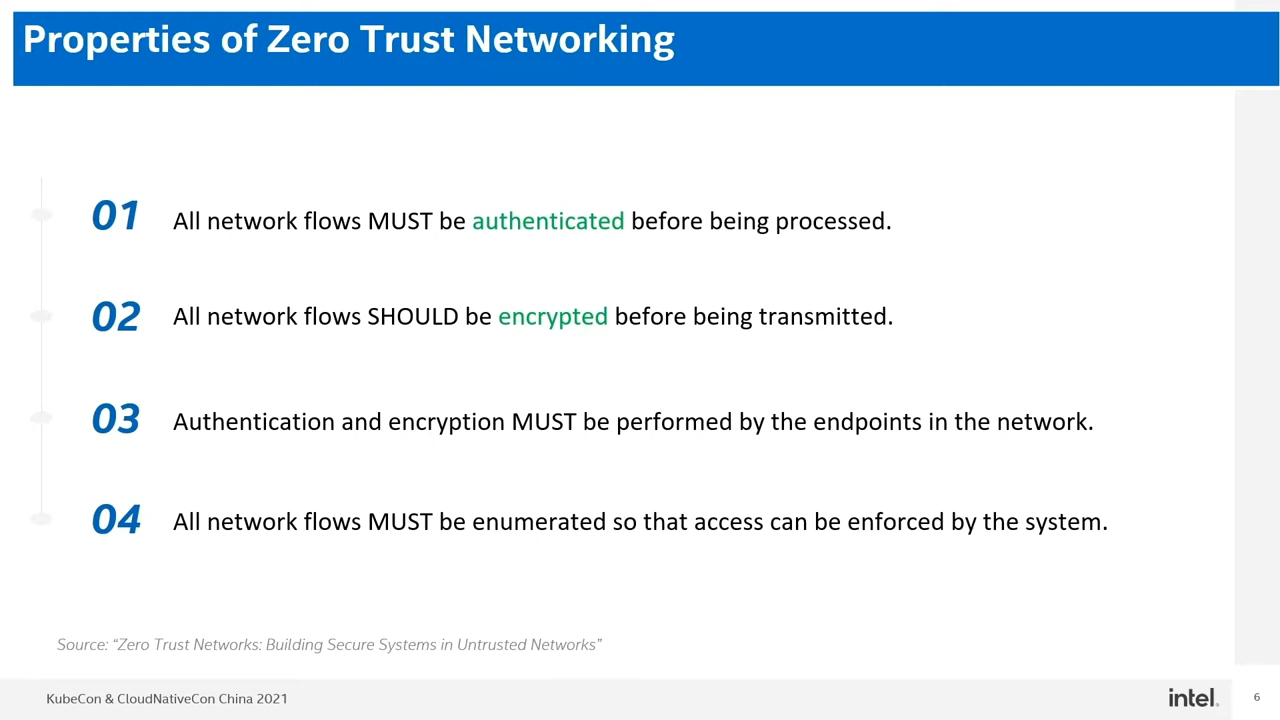 Properties of Zero Trust Networking
01 All network flows MUST be authenticated before being processed.
02 All network flows SHOULD be encrypted before being transmitted.
03 Authentication and encryption MUST be performed by the endpoints in the network.
04 All network flows MUST be enumerated so that access can be enforced by the system.
Source: “Zero Trust Networks: Building Secure Systems in Untrusted Networks”
KubeCon & CloudNativeCon China 2021
intel.
6